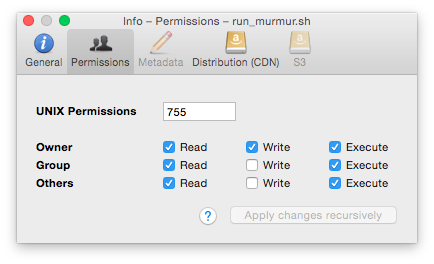 Info – Permissions – run_murmur.sh
General Permissions Metadata Distribution (CDN) S3
UNIX Permissions 755
Owner Read Write Execute
Group Read Write Execute
Others Read Write Execute
? Apply changes recursively